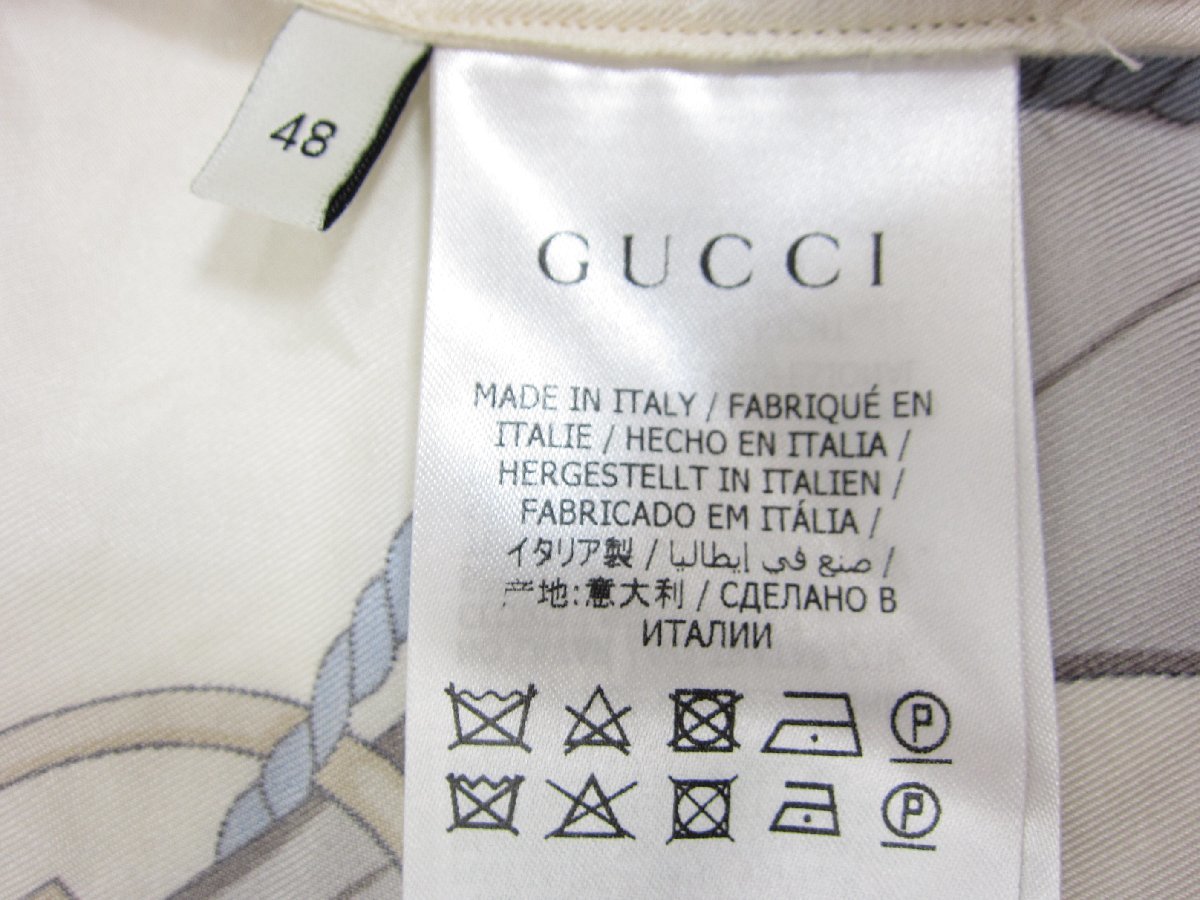 48
GUCCI
MADE IN ITALY / FABRIQUÉ EN
ITALIE / HECHO EN ITALIA /
HERGESTELLT IN ITALIEN /
FABRICADO EM ITÁLIA /
イタリア製 / صنع في إيطاليا /
产地:意大利 / СДЕЛАНО В
ИТАЛИИ
P
P